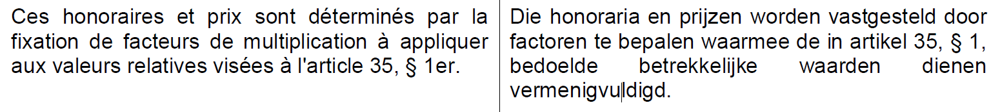 Ces honoraires et prix sont déterminés par la
fixation de facteurs de multiplication à appliquer
aux valeurs relatives visées à l'article 35, § 1er.
Die honoraria en prijzen worden vastgesteld door
factoren te bepalen waarmee de in artikel 35, § 1,
bedoelde betrekkelijke waarden dienen
vermenigvuldigd.